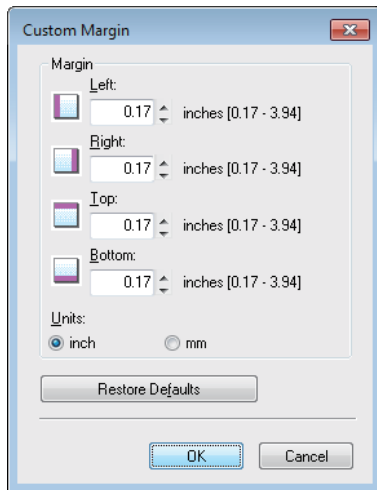 Custom Margin
Margin
Left:
0.17 inches [0.17 - 3.94]
Right:
0.17 inches [0.17 - 3.94]
Top:
0.17 inches [0.17 - 3.94]
Bottom:
0.17 inches [0.17 - 3.94]
Units:
inch mm
Restore Defaults
OK Cancel